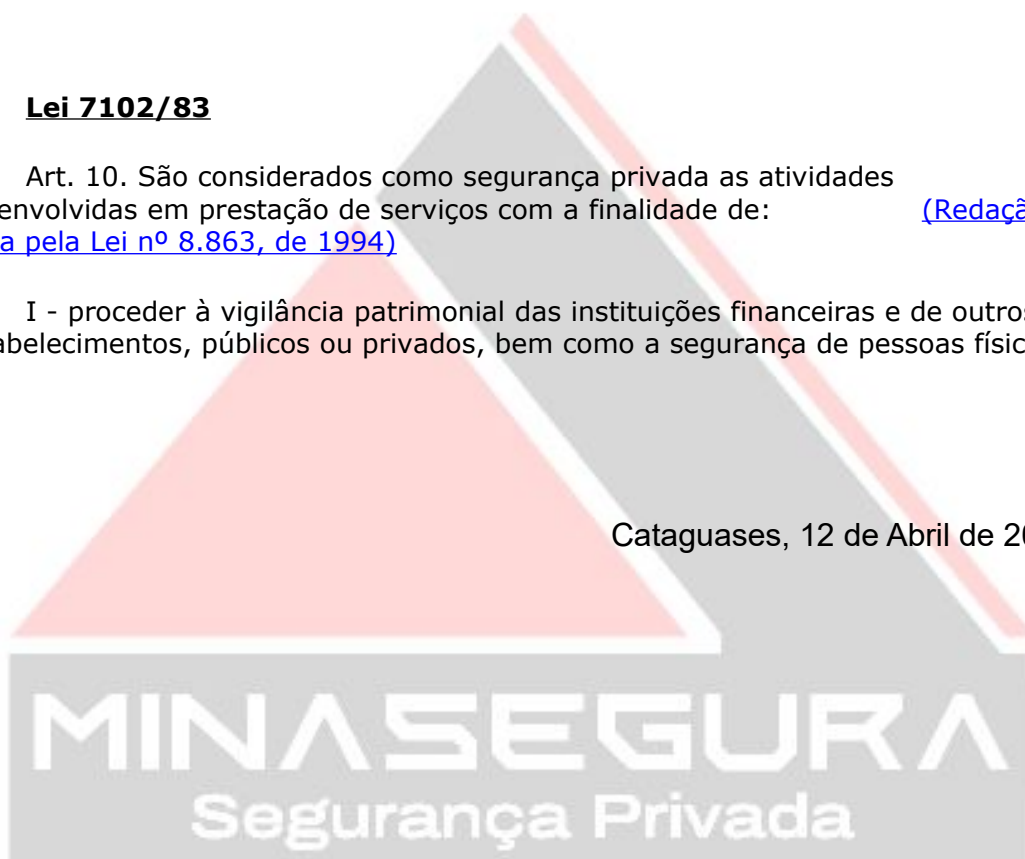 Lei 7102/83
Art. 10. São considerados como segurança privada as atividades
envolvidas em prestação de serviços com a finalidade de: (Redaçã
a pela Lei nº 8.863, de 1994)
I - proceder à vigilância patrimonial das instituições financeiras e de outros
abelecimentos, públicos ou privados, bem como a segurança de pessoas físic
Cataguases, 12 de Abril de 20
MINASEGURA
Segurança Privada